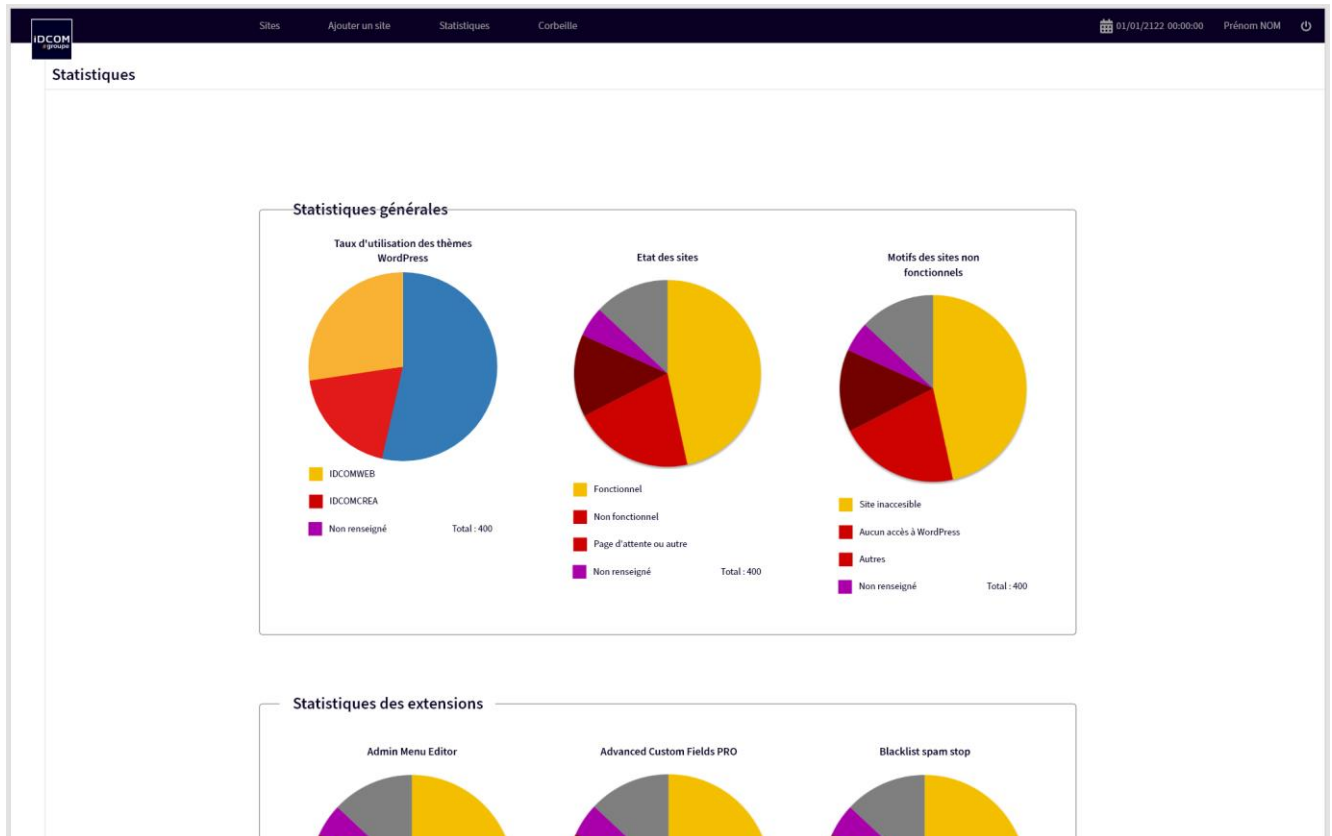 iDCOM
egroupe
Sites
Ajouter un site
Statistiques
Corbeille
01/01/2122 00:00:00
Prénom NOM
Statistiques
Statistiques générales
Taux d'utilisation des thèmes
WordPress
IDCOMWEB
IDCOMCREA
Non renseigné
Total : 400
Etat des sites
Fonctionnel
Non fonctionnel
Page d'attente ou autre
Non renseigné
Total : 400
Motifs des sites non
fonctionnels
Site inaccesible
Aucun accès à WordPress
Autres
Non renseigné
Total : 400
Statistiques des extensions
Admin Menu Editor
Advanced Custom Fields PRO
Blacklist spam stop